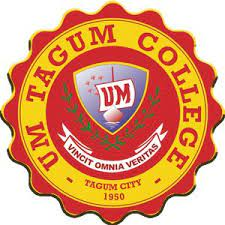 UM TAGUM COLLEGE
UM
VINCIT OMNIA VERITAS
- TAGUM CITY -
1950